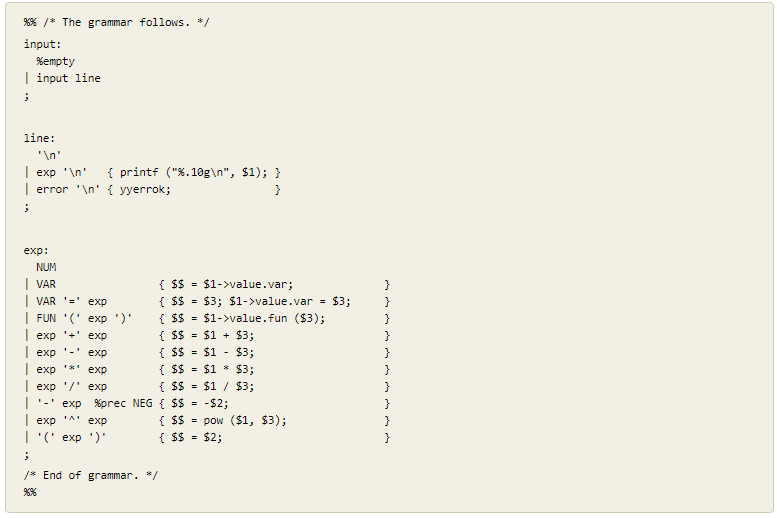 %% /* The grammar follows. */
input:
  %empty
| input line
;
line:
  '\n'
| exp '\n'   { printf ("%.10g\n", $1); }
| error '\n' { yyerrok;                }
;
exp:
  NUM
| VAR                { $$ = $1->value.var;              }
| VAR '=' exp        { $$ = $3; $1->value.var = $3;     }
| FUN '(' exp ')'    { $$ = $1->value.fun ($3);         }
| exp '+' exp        { $$ = $1 + $3;                    }
| exp '-' exp        { $$ = $1 - $3;                    }
| exp '*' exp        { $$ = $1 * $3;                    }
| exp '/' exp        { $$ = $1 / $3;                    }
| '-' exp  %prec NEG { $$ = -$2;                        }
| exp '^' exp        { $$ = pow ($1, $3);               }
| '(' exp ')'        { $$ = $2;                         }
;
/* End of grammar. */
%%